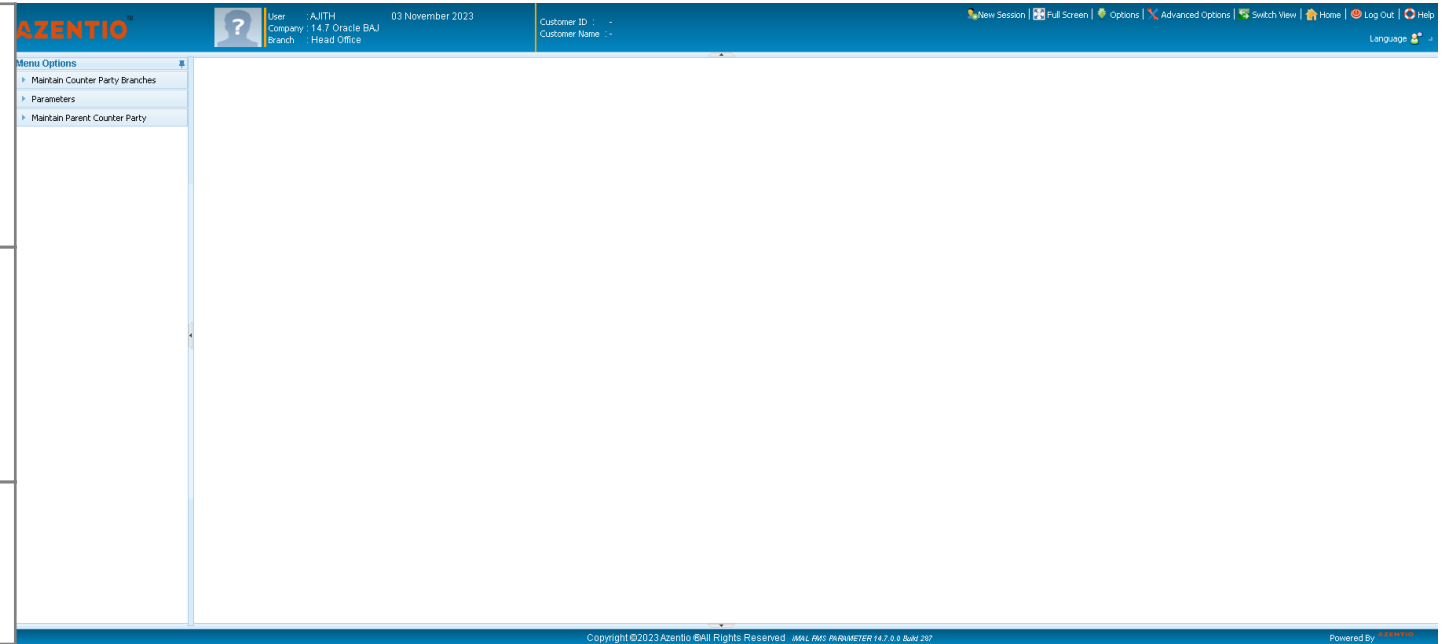 AZENTIO™
User : AJITH 03 November 2023
Company : 14.7 Oracle BAJ
Branch : Head Office
Customer ID : -
Customer Name : -
New Session | Full Screen | Options | Advanced Options | Switch View | Home | Log Out | Help
Language
Menu Options
Maintain Counter Party Branches
Parameters
Maintain Parent Counter Party
Copyright ©2023 Azentio ®All Rights Reserved IMAL FMS PARAMETER 14.7.0.0 Build 287
Powered By AZENTIO